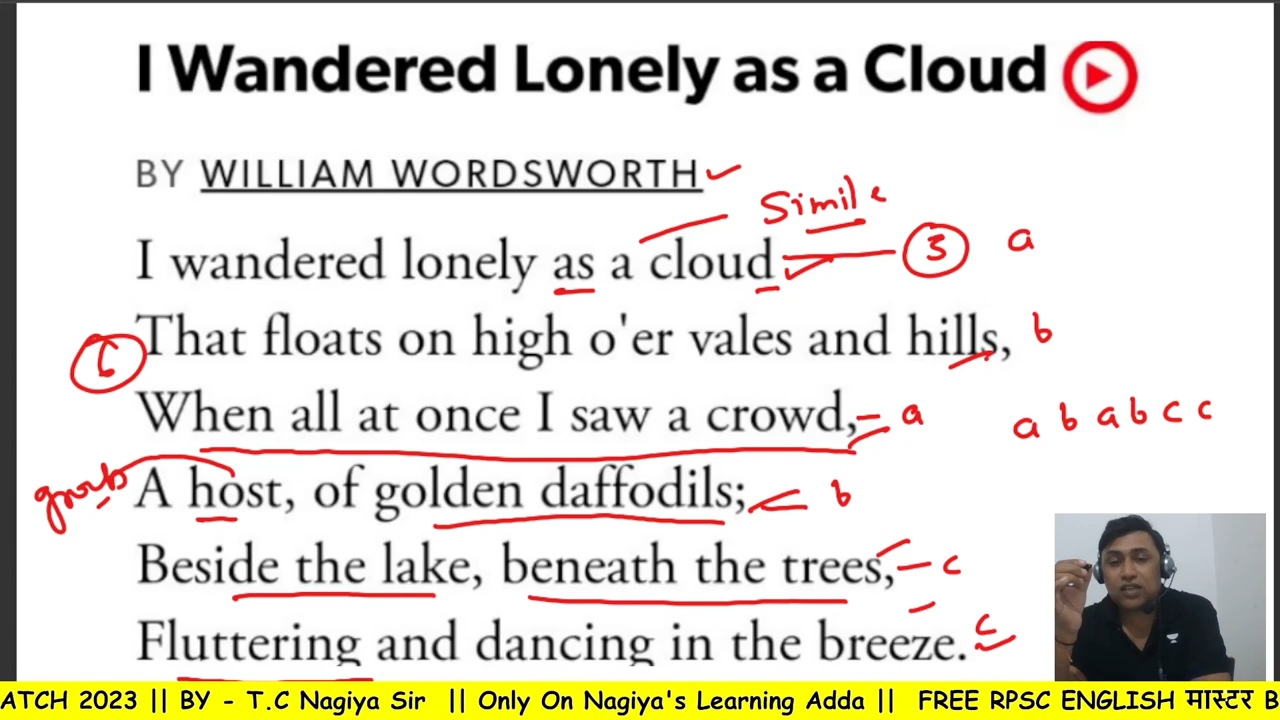 I Wandered Lonely as a Cloud
BY WILLIAM WORDSWORTH
Simile
I wandered lonely as a cloud 3 a
6 That floats on high o'er vales and hills, b
When all at once I saw a crowd, a
a b a b c c
A host, of golden daffodils; b
Beside the lake, beneath the trees, c
Fluttering and dancing in the breeze. c
ATCH 2023 || BY - T.C Nagiya Sir || Only On Nagiya's Learning Adda || FREE RPSC ENGLISH मास्टर B